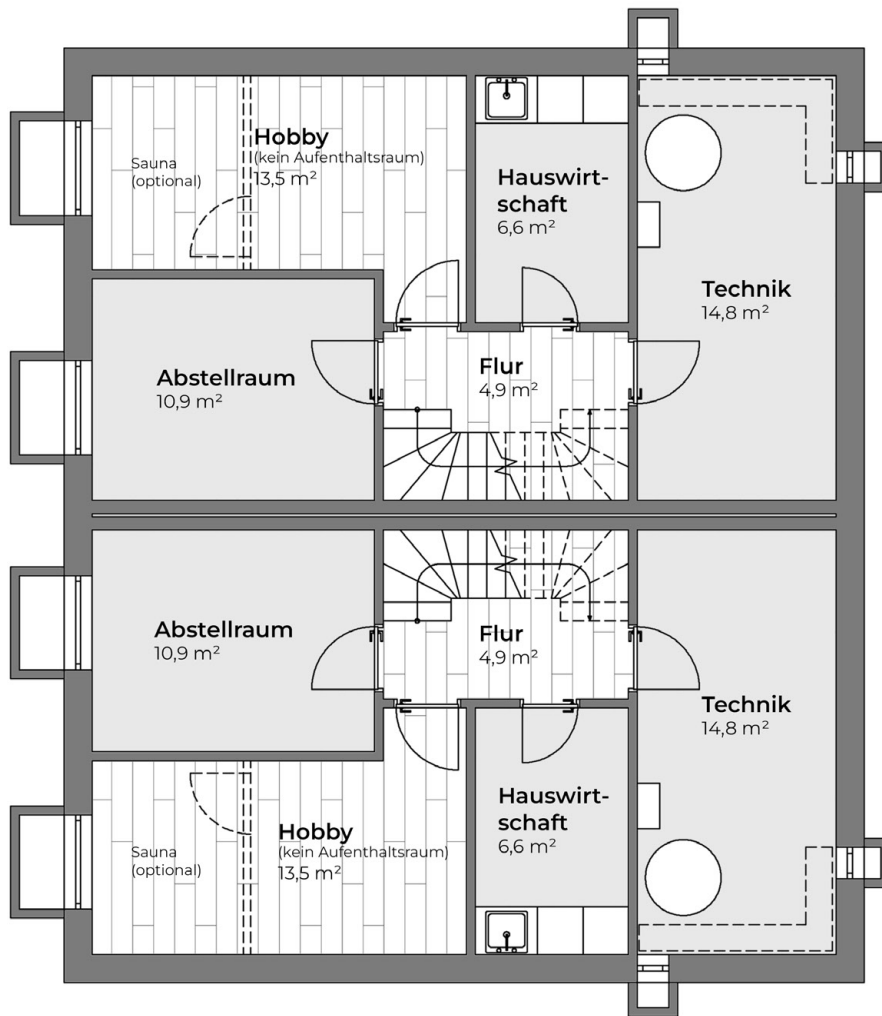 Hobby
(kein Aufenthaltsraum)
13,5 m²
Sauna
(optional)
Hauswirt-
schaft
6,6 m²
Technik
14,8 m²
Abstellraum
10,9 m²
Flur
4,9 m²
Abstellraum
10,9 m²
Flur
4,9 m²
Technik
14,8 m²
Hauswirt-
schaft
6,6 m²
Hobby
(kein Aufenthaltsraum)
13,5 m²
Sauna
(optional)